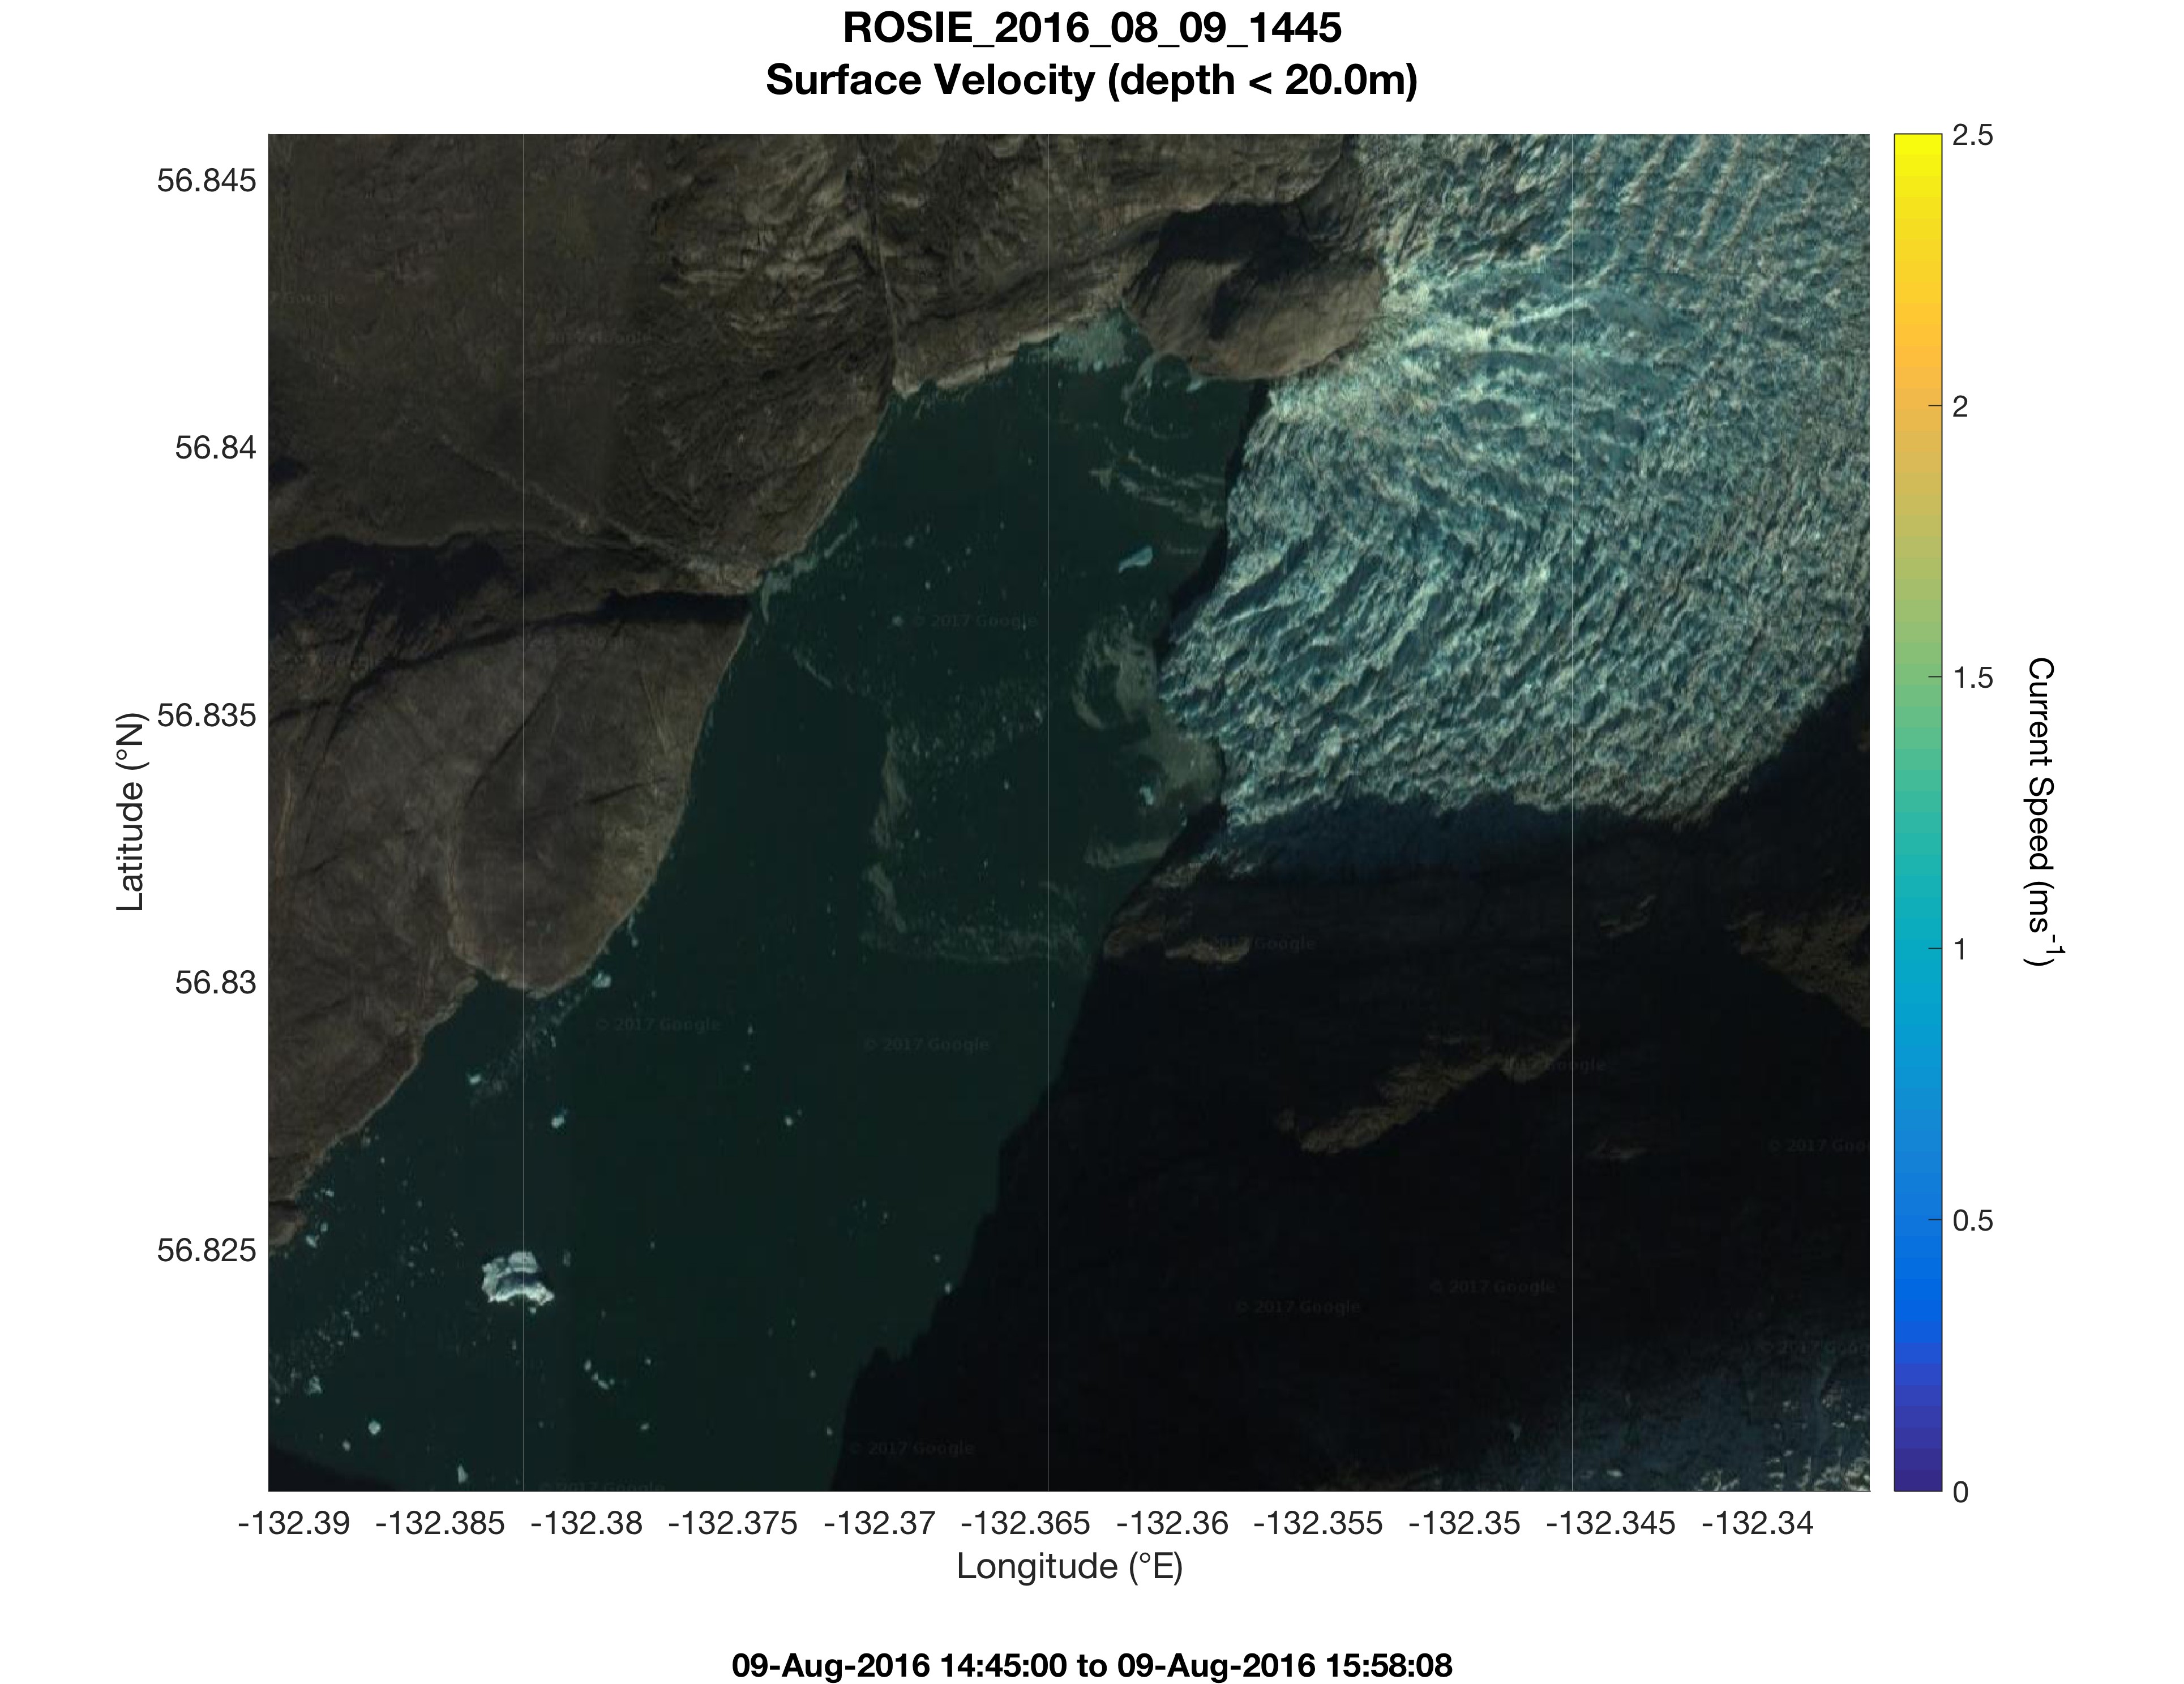 ROSIE_2016_08_09_1445
Surface Velocity (depth < 20.0m)
56.845
56.84
56.835
56.83
56.825
Latitude (°N)
© 2017 Google
© 2017 Google
© 2017 Google
© 2017 Google
© 2017 Google
© 2017 Google
2017 Google
2017 Google
2017 Google
-132.39 -132.385 -132.38 -132.375 -132.37 -132.365 -132.36 -132.355 -132.35 -132.345 -132.34
Longitude (°E)
2.5
2
1.5
1
0.5
0
Current Speed (ms-1)
09-Aug-2016 14:45:00 to 09-Aug-2016 15:58:08